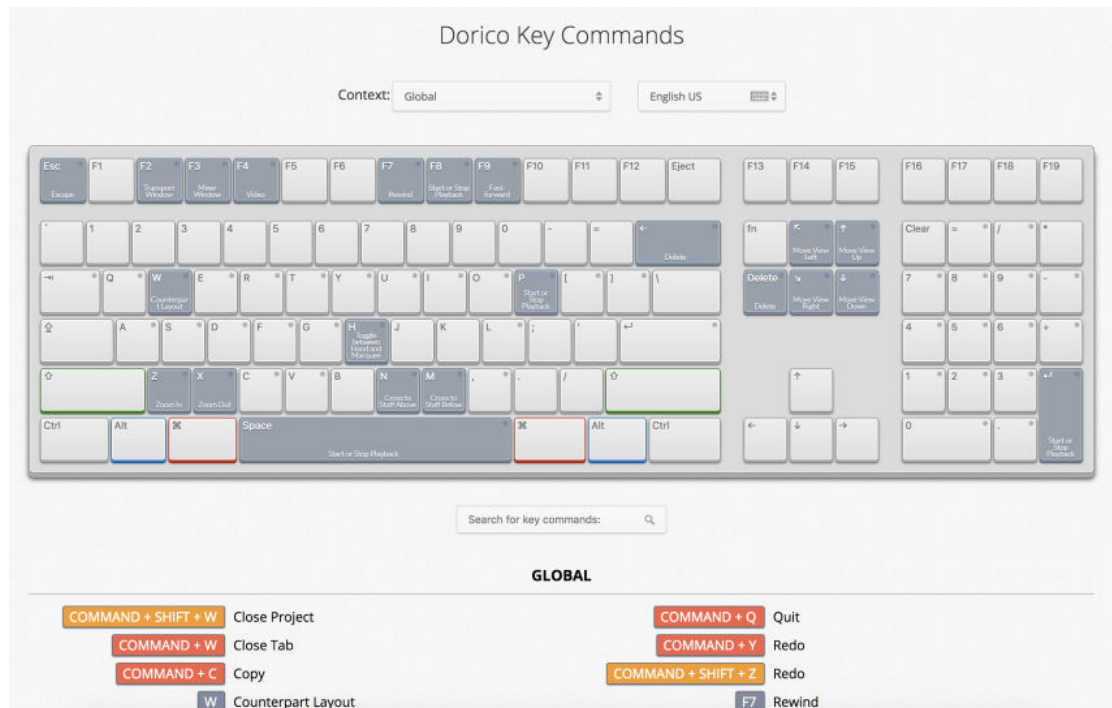 Dorico Key Commands
Context: Global English US
Esc F1 F2 F3 F4 F5 F6 F7 F8 F9 F10 F11 F12 Eject F13 F14 F15 F16 F17 F18 F19
Escape Transport Window Mixer Window Video Rewind Start or Stop Playback Fast-forward
` 1 2 3 4 5 6 7 8 9 0 - = ← fn ↖ ↑ Clear = / *
Delete Move View Left Move View Up
⇥ Q W E R T Y U I O P [ ] \ Delete ↘ ↓ 7 8 9 -
Counterpart Layout Start or Stop Playback Delete Move View Right Move View Down
⇪ A S D F G H J K L ; ' ↵ 4 5 6 +
Toggle between Hand and Marquee
⇧ Z X C V B N M , . / ⇧ ↑ 1 2 3 ↵
Zoom In Zoom Out Cross to Staff Above Cross to Staff Below
Ctrl Alt ⌘ Space ⌘ Alt Ctrl ← ↓ → 0 .
Start or Stop Playback Start or Stop Playback
Search for key commands:
GLOBAL
COMMAND + SHIFT + W Close Project COMMAND + Q Quit
COMMAND + W Close Tab COMMAND + Y Redo
COMMAND + C Copy COMMAND + SHIFT + Z Redo
W Counterpart Layout F7 Rewind